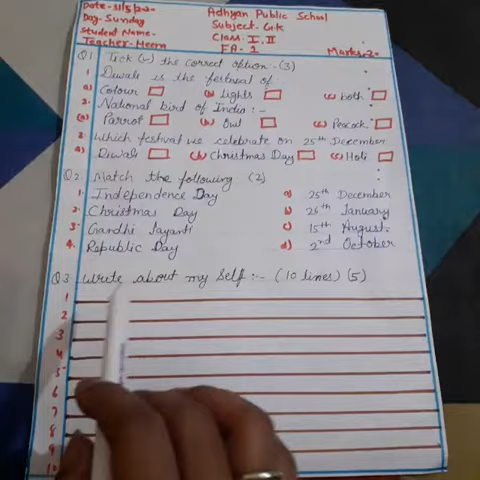 Date- 31/5/22 Adhyan Public School
Day- Sunday Subject- G.K
Student Name- Class- I, II
Teacher- Heena FA- 1 Marks-
Q1 Tick (✓) the correct option:- (3)
1 Diwali is the festival of
a) Colour b) Lights c) both
2. National bird of India :-
(a) Parrot (b) Owl (c) Peacock
3. Which festival we celebrate on 25th December
a) Diwali (b) Christmas Day (c) Holi
Q2 Match the following (2)
1. Independence Day a) 25th December
2. Christmas Day b) 26th January
3. Gandhi Jayanti c) 15th August.
4. Republic Day d) 2nd October
Q3 Write about my Self :- (10 lines) (5)
1
2
3
4
5
6
7
8
9
10